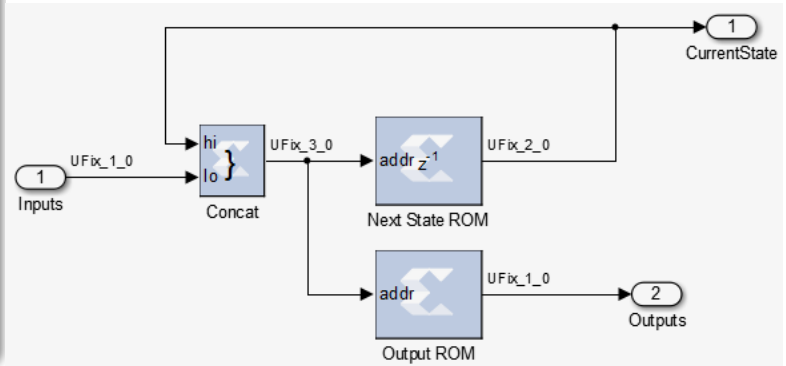 1
CurrentState
UFix_1_0
1
Inputs
hi
lo
}
Concat
UFix_3_0
addr z-1
Next State ROM
UFix_2_0
addr
Output ROM
UFix_1_0
2
Outputs